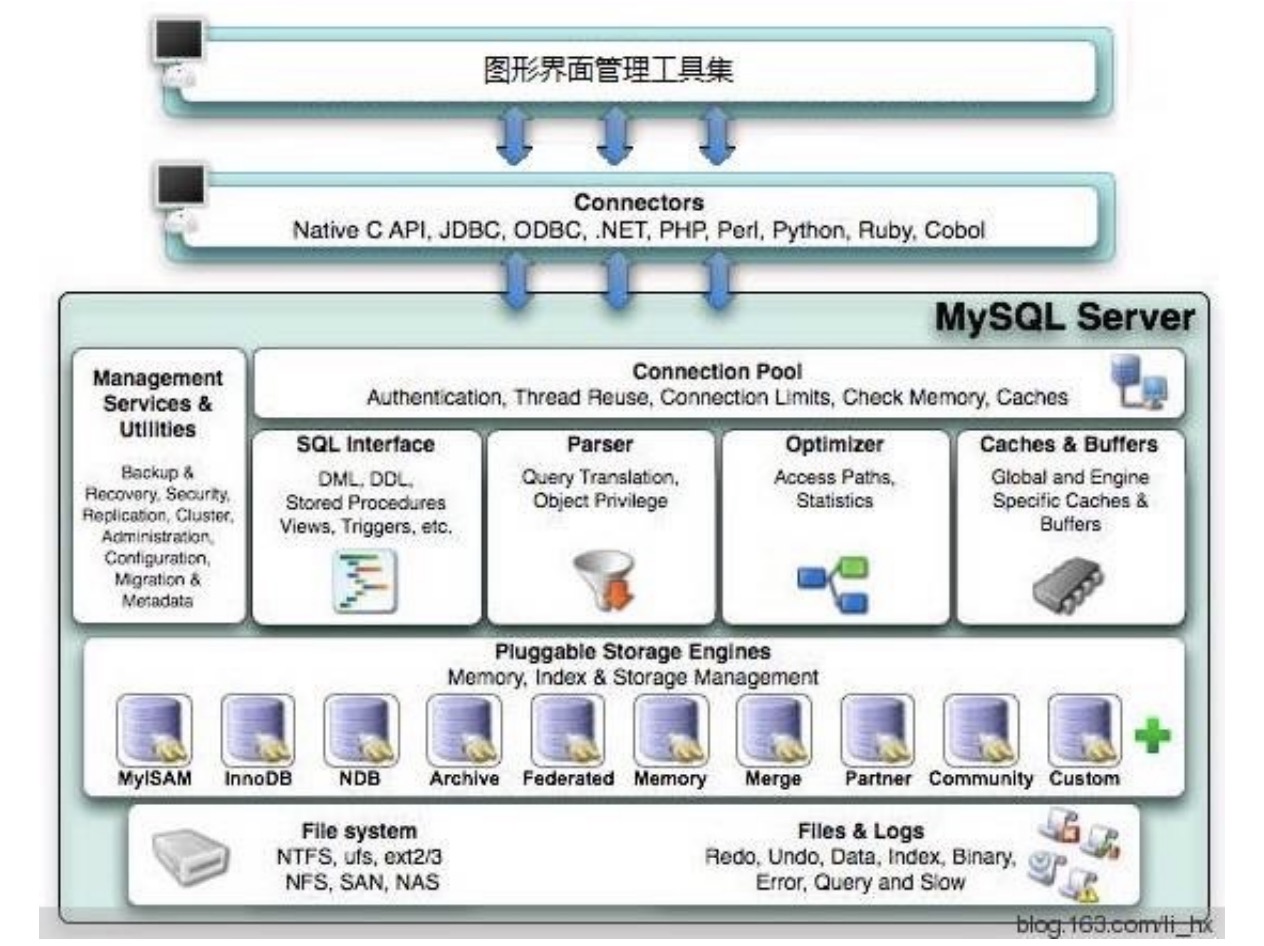 图形界面管理工具集
Connectors
Native C API, JDBC, ODBC, .NET, PHP, Perl, Python, Ruby, Cobol
MySQL Server
Management
Services &
Utilities
Backup &
Recovery, Security,
Replication, Cluster,
Administration,
Configuration,
Migration &
Metadata
Connection Pool
Authentication, Thread Reuse, Connection Limits, Check Memory, Caches
SQL Interface
DML, DDL,
Stored Procedures
Views, Triggers, etc.
Parser
Query Translation,
Object Privilege
Optimizer
Access Paths,
Statistics
Caches & Buffers
Global and Engine
Specific Caches &
Buffers
Pluggable Storage Engines
Memory, Index & Storage Management
MyISAM InnoDB NDB Archive Federated Memory Merge Partner Community Custom
File system
NTFS, ufs, ext2/3
NFS, SAN, NAS
Files & Logs
Redo, Undo, Data, Index, Binary,
Error, Query and Slow
blog.163.com/li_hx